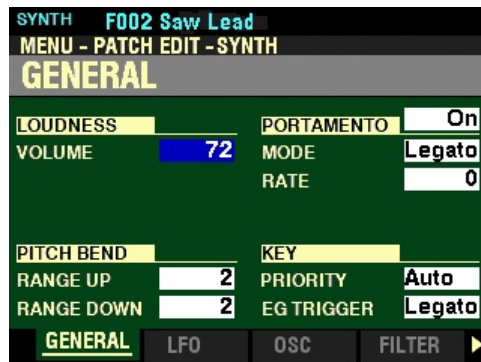 SYNTH F002 Saw Lead
MENU - PATCH EDIT - SYNTH
GENERAL
LOUDNESS
VOLUME 72
PORTAMENTO On
MODE Legato
RATE 0
PITCH BEND
RANGE UP 2
RANGE DOWN 2
KEY
PRIORITY Auto
EG TRIGGER Legato
GENERAL LFO OSC FILTER